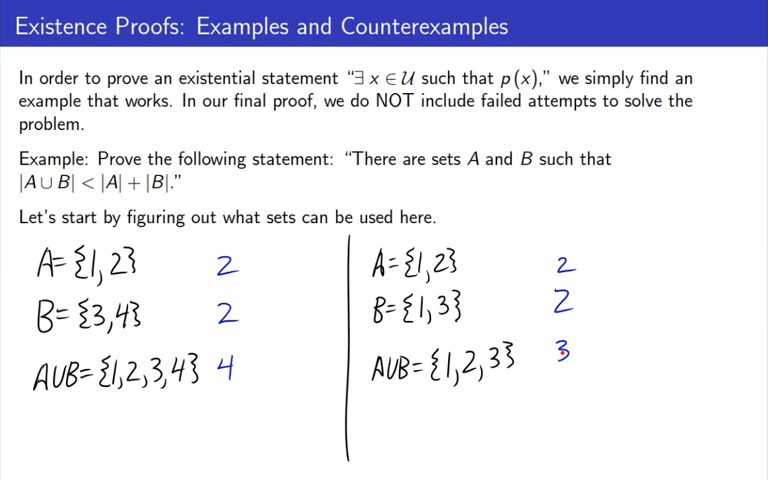 Existence Proofs: Examples and Counterexamples
In order to prove an existential statement “∃ x ∈ 𝒰 such that p(x),” we simply find an
example that works. In our final proof, we do NOT include failed attempts to solve the
problem.
Example: Prove the following statement: “There are sets A and B such that
|A ∪ B| < |A| + |B|.”
Let's start by figuring out what sets can be used here.
A = {1, 2} 2
B = {3, 4} 2
A∪B = {1, 2, 3, 4} 4
A = {1, 2} 2
B = {1, 3} 2
A∪B = {1, 2, 3} 3